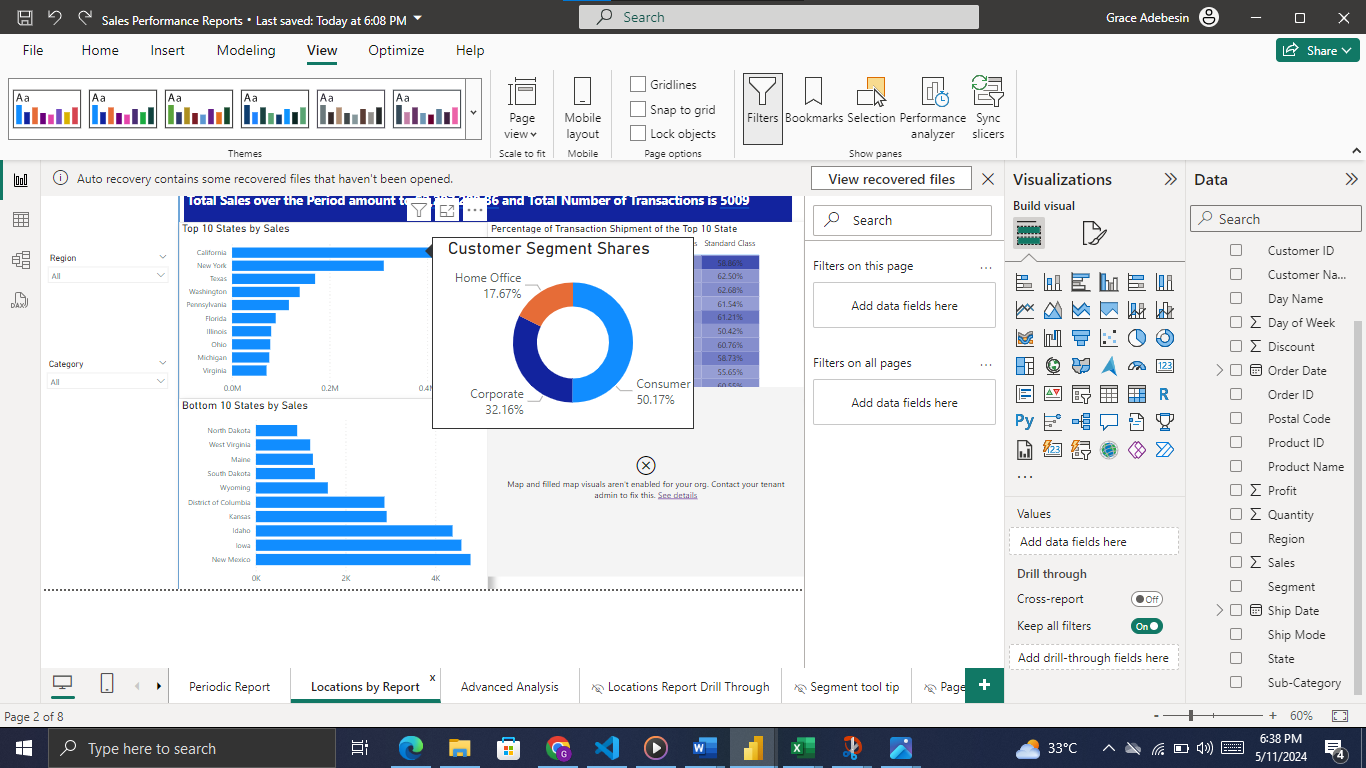 Sales Performance Reports • Last saved: Today at 6:08 PM
Search
Grace Adebesin
File Home Insert Modeling View Optimize Help
Share
Aa Aa Aa Aa Aa Aa
Themes
Page view
Scale to fit
Mobile layout
Mobile
Gridlines
Snap to grid
Lock objects
Page options
Filters
Bookmarks
Selection
Performance analyzer
Sync slicers
Show panes
Auto recovery contains some recovered files that haven't been opened.
View recovered files
Total Sales over the Period amount to
and Total Number of Transactions is 5009
Region
All
Category
All
Top 10 States by Sales
California
New York
Texas
Washington
Pennsylvania
Florida
Illinois
Ohio
Michigan
Virginia
0.0M 0.2M 0.4M
Bottom 10 States by Sales
North Dakota
West Virginia
Maine
South Dakota
Wyoming
District of Columbia
Kansas
Idaho
Iowa
New Mexico
0K 2K 4K
Percentage of Transaction Shipment of the Top 10 State
Standard Class
58.86%
62.50%
62.68%
61.54%
61.21%
50.42%
60.76%
58.73%
55.65%
60.55%
Customer Segment Shares
Home Office
17.67%
Corporate
32.16%
Consumer
50.17%
Map and filled map visuals aren't enabled for your org. Contact your tenant
admin to fix this. See details
Search
Filters on this page
Add data fields here
Filters on all pages
Add data fields here
Visualizations
Build visual
R
Py
123
123
Values
Add data fields here
Drill through
Cross-report
Off
Keep all filters
On
Add drill-through fields here
Data
Search
Customer ID
Customer Na...
Day Name
Day of Week
Discount
Order Date
Order ID
Postal Code
Product ID
Product Name
Profit
Quantity
Region
Sales
Segment
Ship Date
Ship Mode
State
Sub-Category
DAX
Periodic Report
Locations by Report
x
Advanced Analysis
Locations Report Drill Through
Segment tool tip
Page
+
Page 2 of 8
- + 60%
Type here to search
33°C
6:38 PM
5/11/2024
4